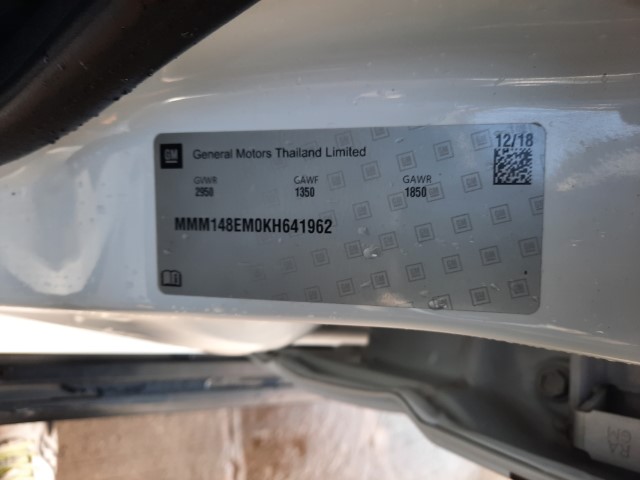 12/18
GM General Motors Thailand Limited
GVWR GAWF GAWR
2950 1350 1850
MMM148EM0KH641962